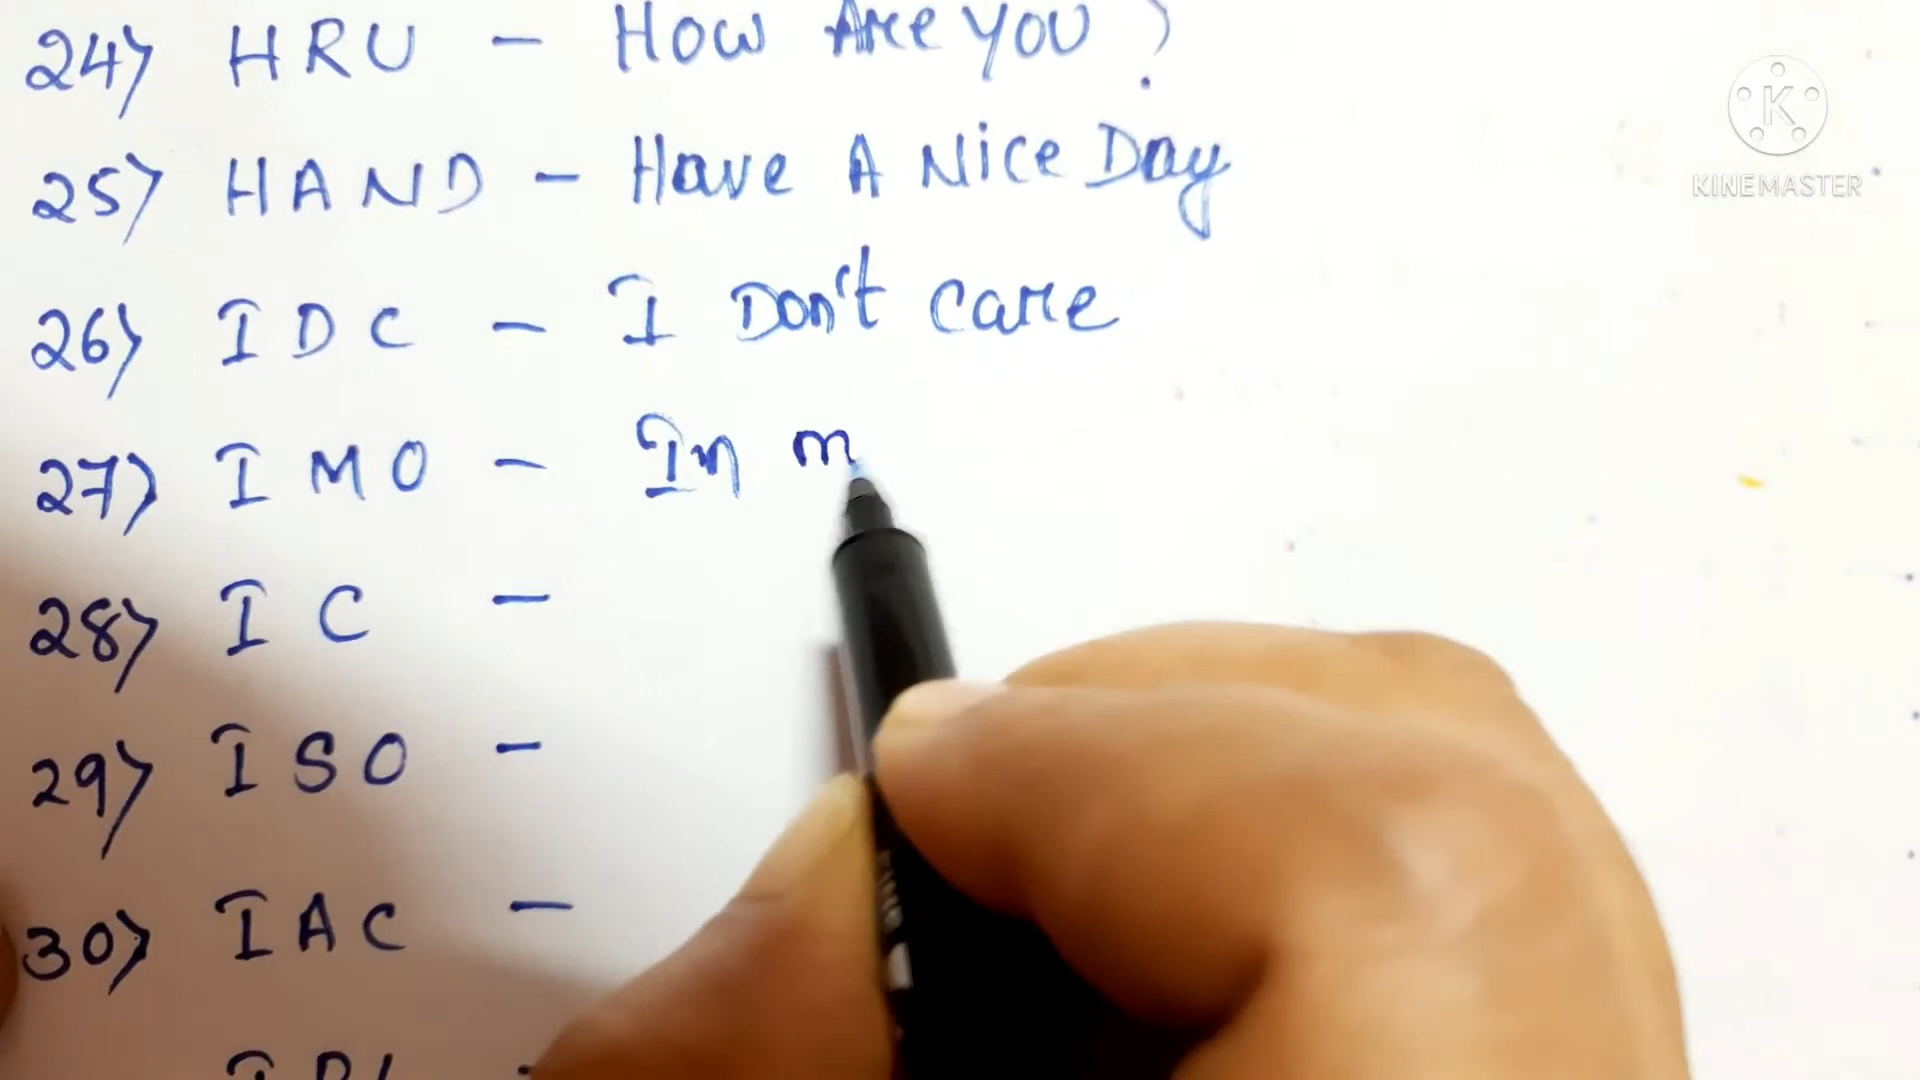 24) HRU - How Are You ?
25) HAND - Have A Nice Day
26) IDC - I Don't care
27) IMO - In m
28) IC -
29) ISO -
30) IAC -
K
KINEMASTER